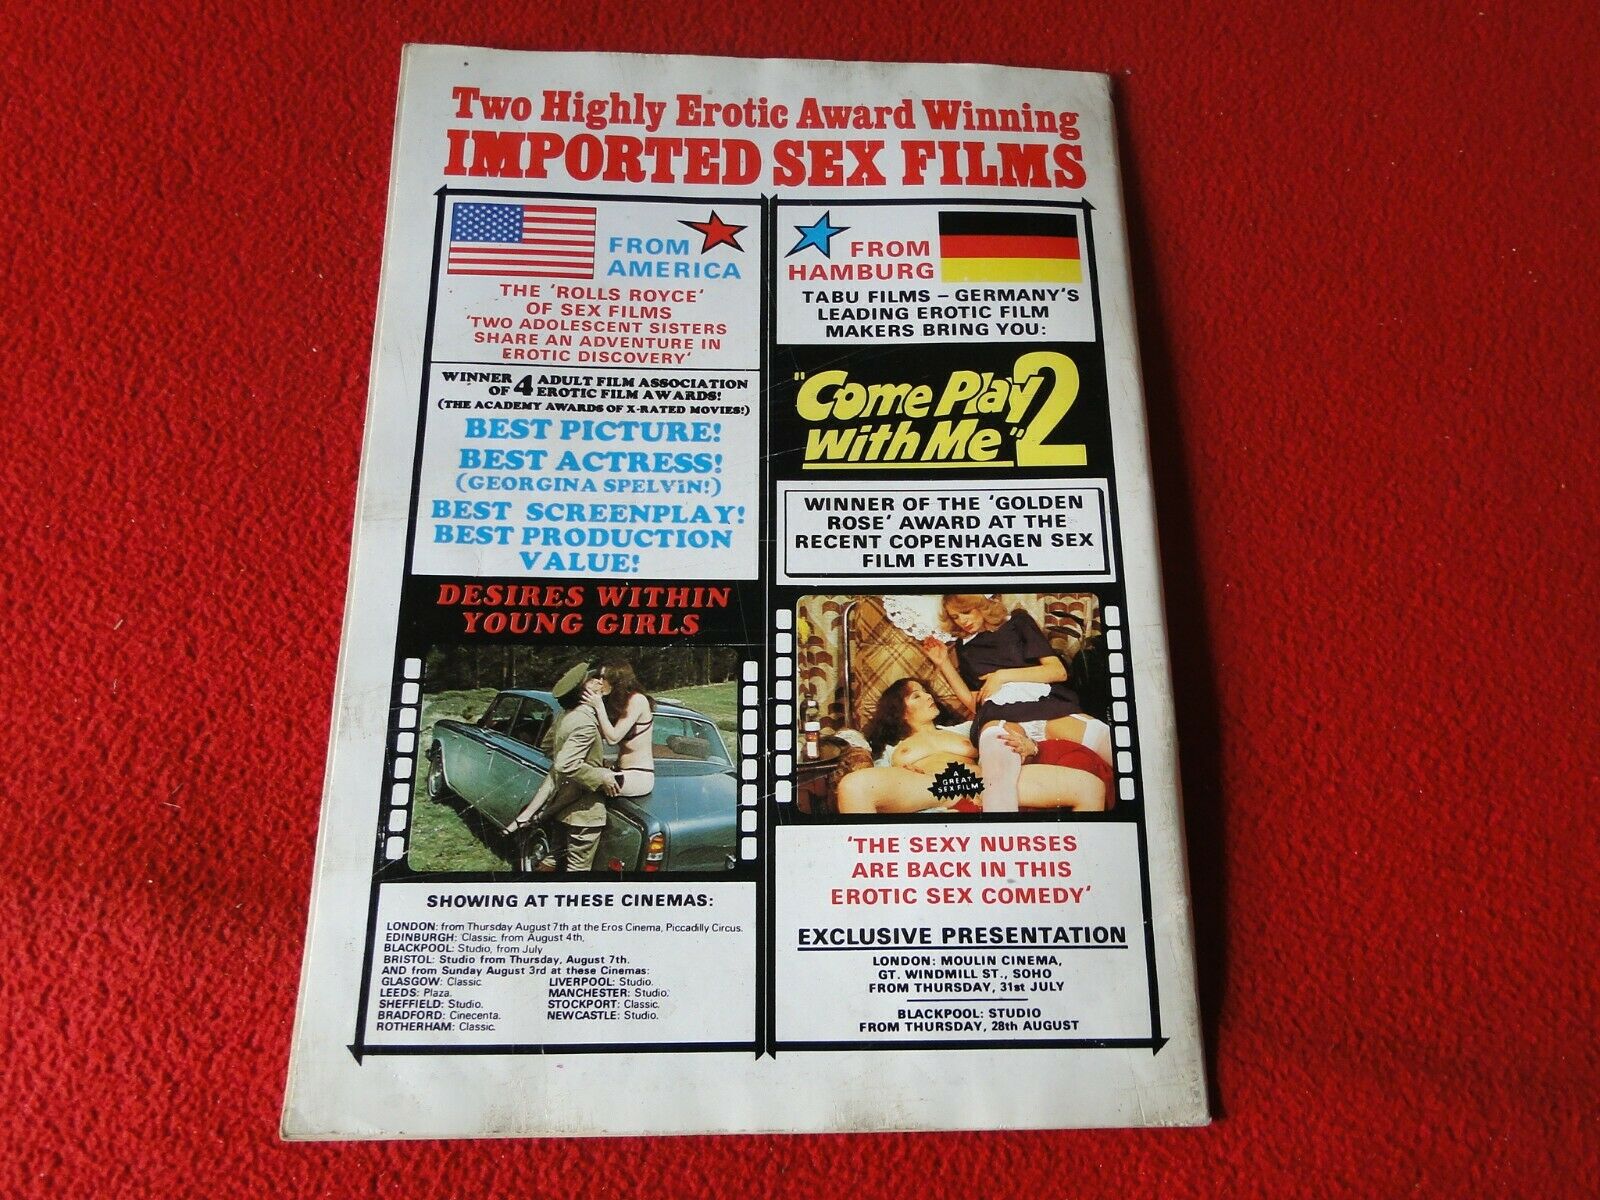 Two Highly Erotic Award Winning
IMPORTED SEX FILMS
FROM
AMERICA
THE 'ROLLS ROYCE'
OF SEX FILMS
'TWO ADOLESCENT SISTERS
SHARE AN ADVENTURE IN
EROTIC DISCOVERY'
WINNER OF 4 ADULT FILM ASSOCIATION
EROTIC FILM AWARDS!
(THE ACADEMY AWARDS OF X-RATED MOVIES!)
BEST PICTURE!
BEST ACTRESS!
(GEORGINA SPELVIN!)
BEST SCREENPLAY!
BEST PRODUCTION
VALUE!
DESIRES WITHIN
YOUNG GIRLS
SHOWING AT THESE CINEMAS:
LONDON: from Thursday August 7th at the Eros Cinema, Piccadilly Circus.
EDINBURGH: Classic. from August 4th.
BLACKPOOL: Studio, from July
BRISTOL: Studio from Thursday, August 7th.
AND from Sunday August 3rd at these Cinemas:
GLASGOW: Classic. LIVERPOOL: Studio.
LEEDS: Plaza. MANCHESTER: Studio.
SHEFFIELD: Studio. STOCKPORT: Classic.
BRADFORD: Cinecenta. NEWCASTLE: Studio.
ROTHERHAM: Classic.
FROM
HAMBURG
TABU FILMS – GERMANY'S
LEADING EROTIC FILM
MAKERS BRING YOU:
"Come Play
With Me" 2
WINNER OF THE 'GOLDEN
ROSE' AWARD AT THE
RECENT COPENHAGEN SEX
FILM FESTIVAL
A
GREAT
SEX FILM
'THE SEXY NURSES
ARE BACK IN THIS
EROTIC SEX COMEDY'
EXCLUSIVE PRESENTATION
LONDON: MOULIN CINEMA,
GT. WINDMILL ST., SOHO
FROM THURSDAY, 31st JULY
BLACKPOOL: STUDIO
FROM THURSDAY, 28th AUGUST